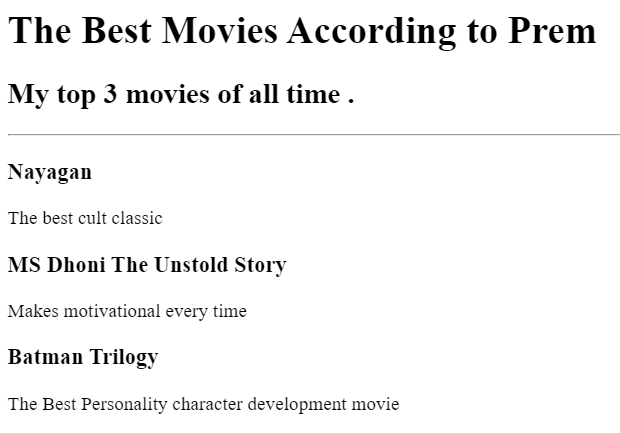 The Best Movies According to Prem
My top 3 movies of all time .
Nayagan
The best cult classic
MS Dhoni The Unstold Story
Makes motivational every time
Batman Trilogy
The Best Personality character development movie